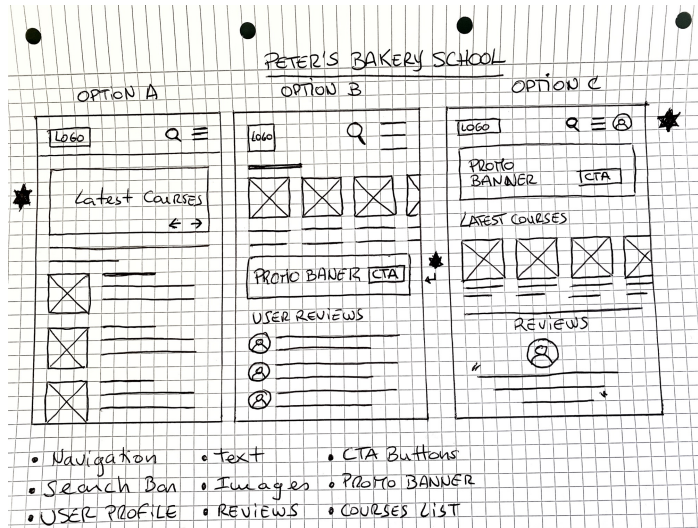 PETER'S BAKERY SCHOOL
OPTION A
OPTION B
OPTION C
LOGO
Latest Courses
LOGO
PROMO BANER CTA
USER REVIEWS
LOGO
PROMO
BANNER CTA
LATEST COURSES
REVIEWS
• Navigation • text • CTA Buttons
• Search Bar • Images • PROMO BANNER
• USER PROFILE • REVIEWS • COURSES LIST